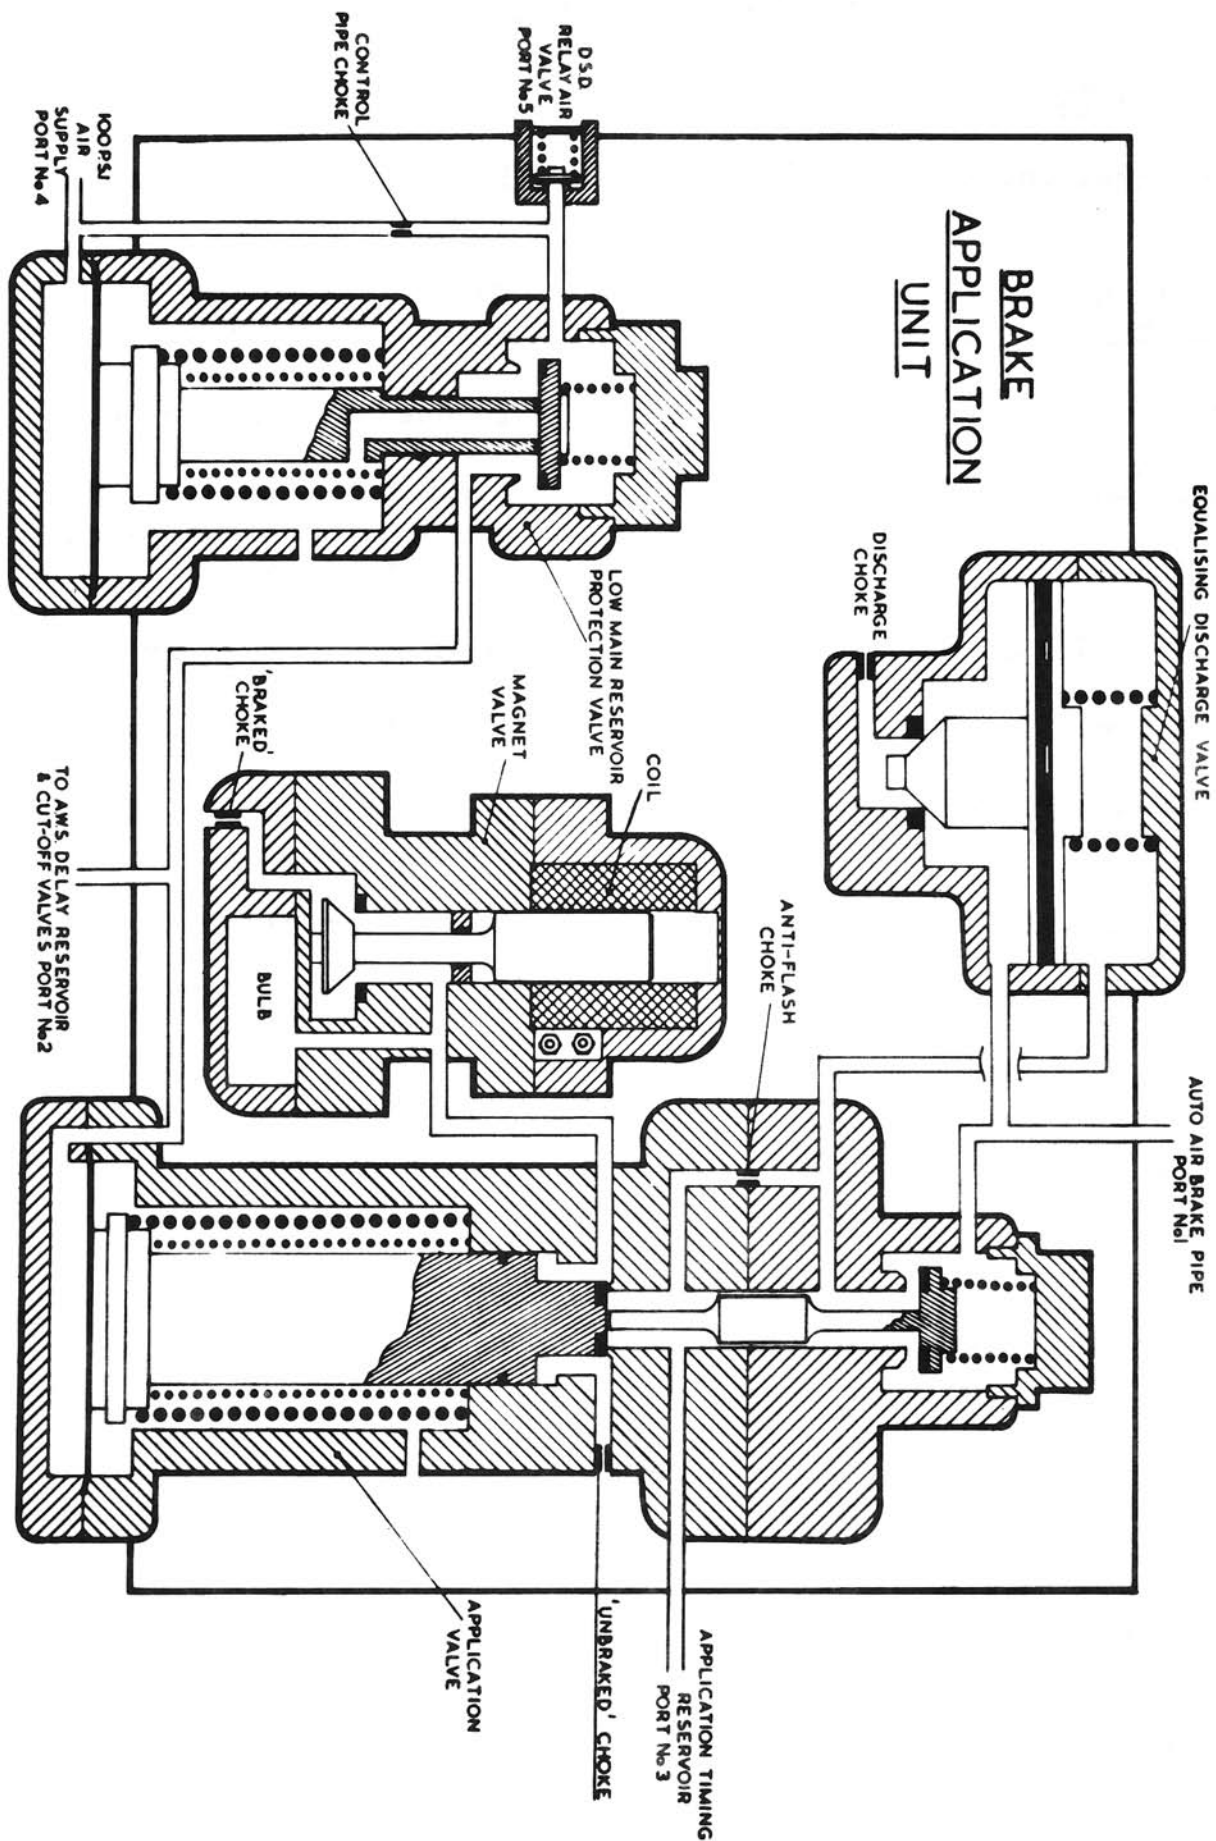 BRAKE
APPLICATION
UNIT
EQUALISING DISCHARGE VALVE
DISCHARGE
CHOKE
AUTO AIR BRAKE PIPE
PORT No1
ANTI-FLASH
CHOKE
D.S.D.
RELAY AIR
VALVE
PORT No5
CONTROL
PIPE CHOKE
100 P.S.I
AIR
SUPPLY
PORT No4
LOW MAIN RESERVOIR
PROTECTION VALVE
COIL
MAGNET
VALVE
'BRAKED'
CHOKE
BULB
TO A.W.S. DELAY RESERVOIR
& CUT-OFF VALVES PORT No2
APPLICATION TIMING
RESERVOIR
PORT No3
'UNBRAKED' CHOKE
APPLICATION
VALVE